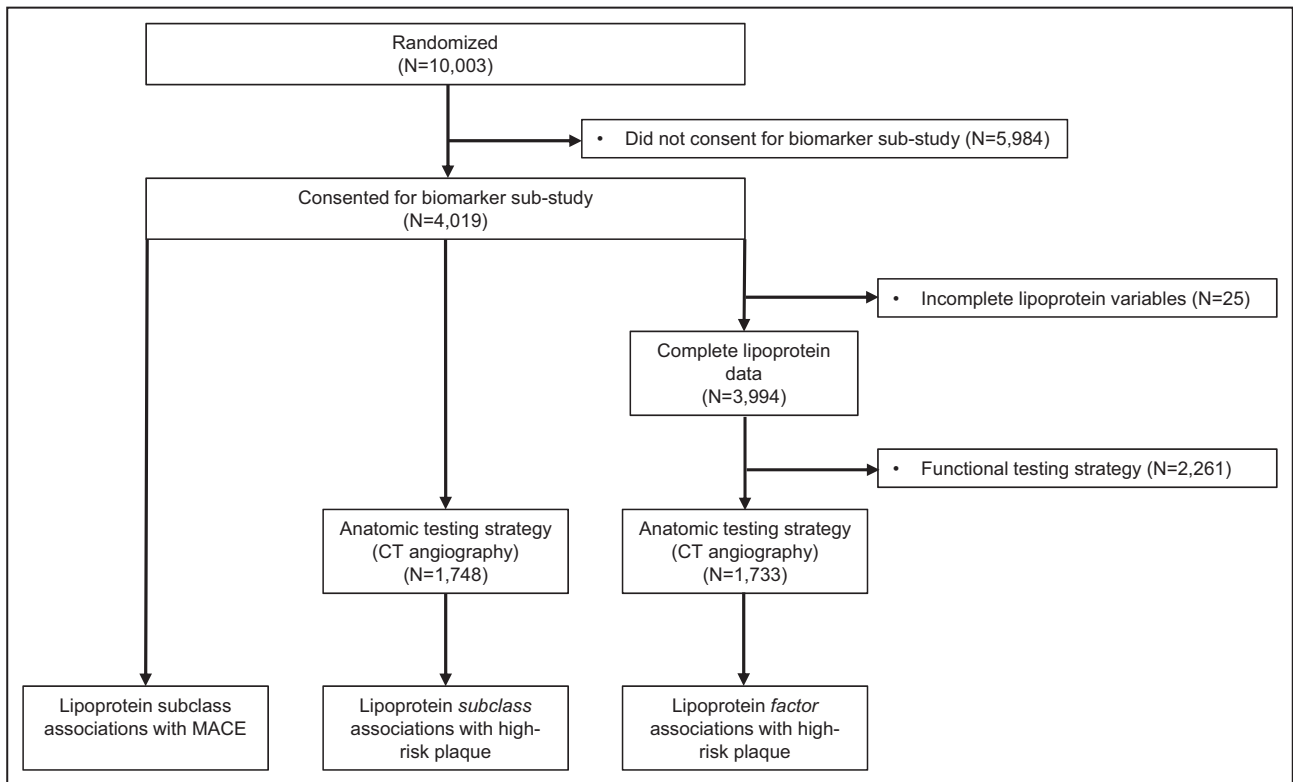 Randomized
(N=10,003)
• Did not consent for biomarker sub-study (N=5,984)
Consented for biomarker sub-study
(N=4,019)
• Incomplete lipoprotein variables (N=25)
Complete lipoprotein
data
(N=3,994)
• Functional testing strategy (N=2,261)
Anatomic testing strategy
(CT angiography)
(N=1,748)
Anatomic testing strategy
(CT angiography)
(N=1,733)
Lipoprotein subclass
associations with MACE
Lipoprotein subclass
associations with high-
risk plaque
Lipoprotein factor
associations with high-
risk plaque